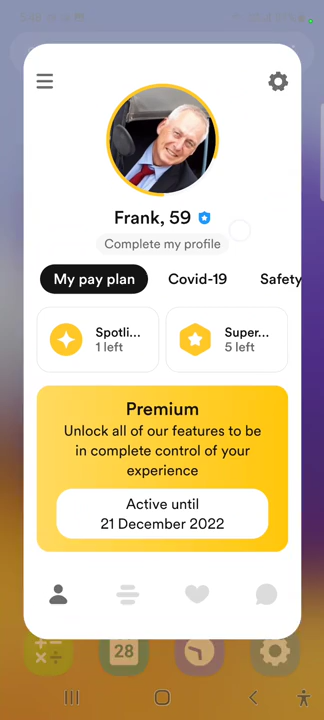 Frank, 59
Complete my profile
My pay plan
Covid-19
Safety
Spotli...
1 left
Super...
5 left
Premium
Unlock all of our features to be
in complete control of your
experience
Active until
21 December 2022
28